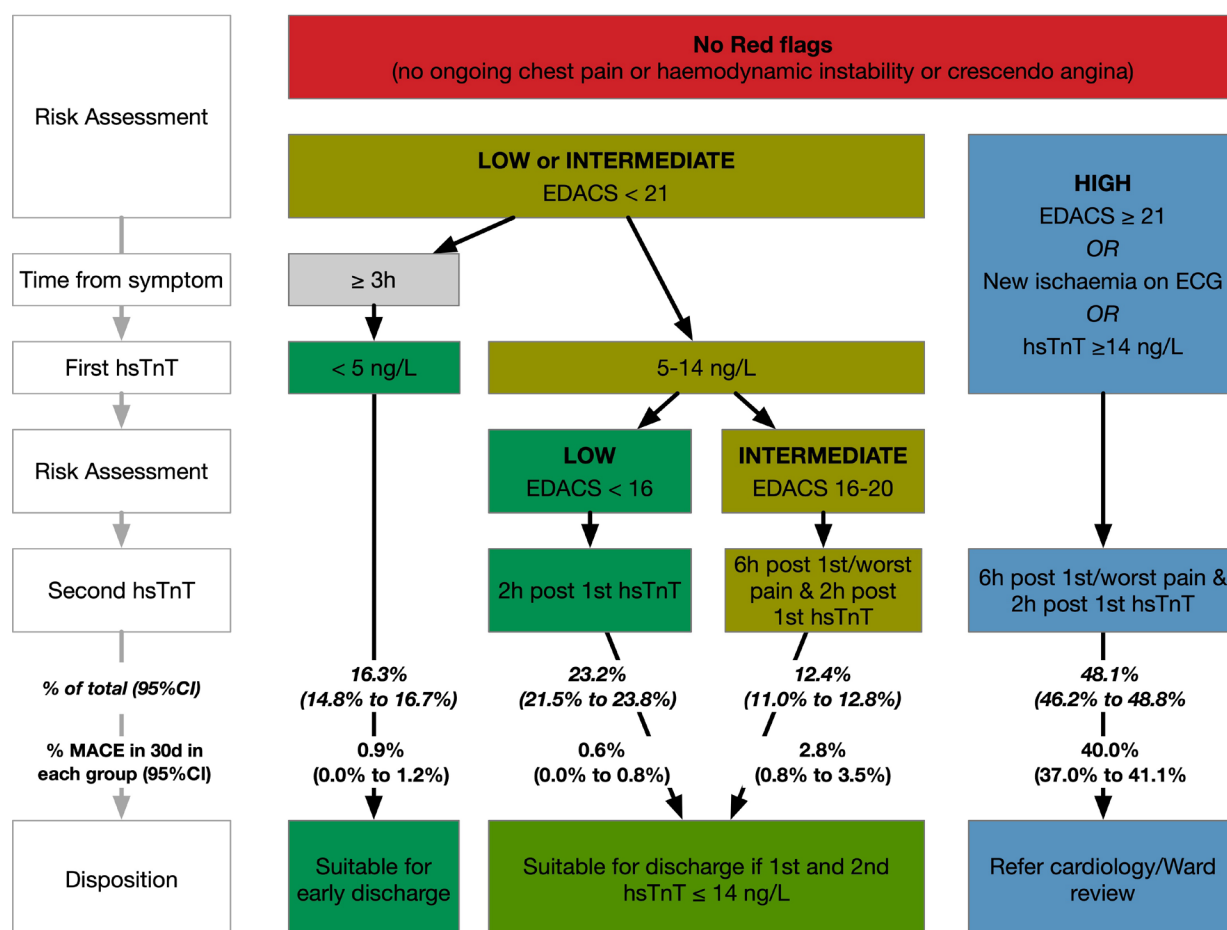 Risk Assessment
No Red flags
(no ongoing chest pain or haemodynamic instability or crescendo angina)
LOW or INTERMEDIATE
EDACS < 21
HIGH
EDACS ≥ 21
OR
New ischaemia on ECG
OR
hsTnT ≥14 ng/L
Time from symptom
≥ 3h
First hsTnT
< 5 ng/L
5-14 ng/L
Risk Assessment
LOW
EDACS < 16
INTERMEDIATE
EDACS 16-20
Second hsTnT
2h post 1st hsTnT
6h post 1st/worst
pain & 2h post
1st hsTnT
6h post 1st/worst pain &
2h post 1st hsTnT
% of total (95%CI)
16.3%
(14.8% to 16.7%)
23.2%
(21.5% to 23.8%)
12.4%
(11.0% to 12.8%)
48.1%
(46.2% to 48.8%
% MACE in 30d in
each group (95%CI)
0.9%
(0.0% to 1.2%)
0.6%
(0.0% to 0.8%)
2.8%
(0.8% to 3.5%)
40.0%
(37.0% to 41.1%
Disposition
Suitable for
early discharge
Suitable for discharge if 1st and 2nd
hsTnT ≤ 14 ng/L
Refer cardiology/Ward
review